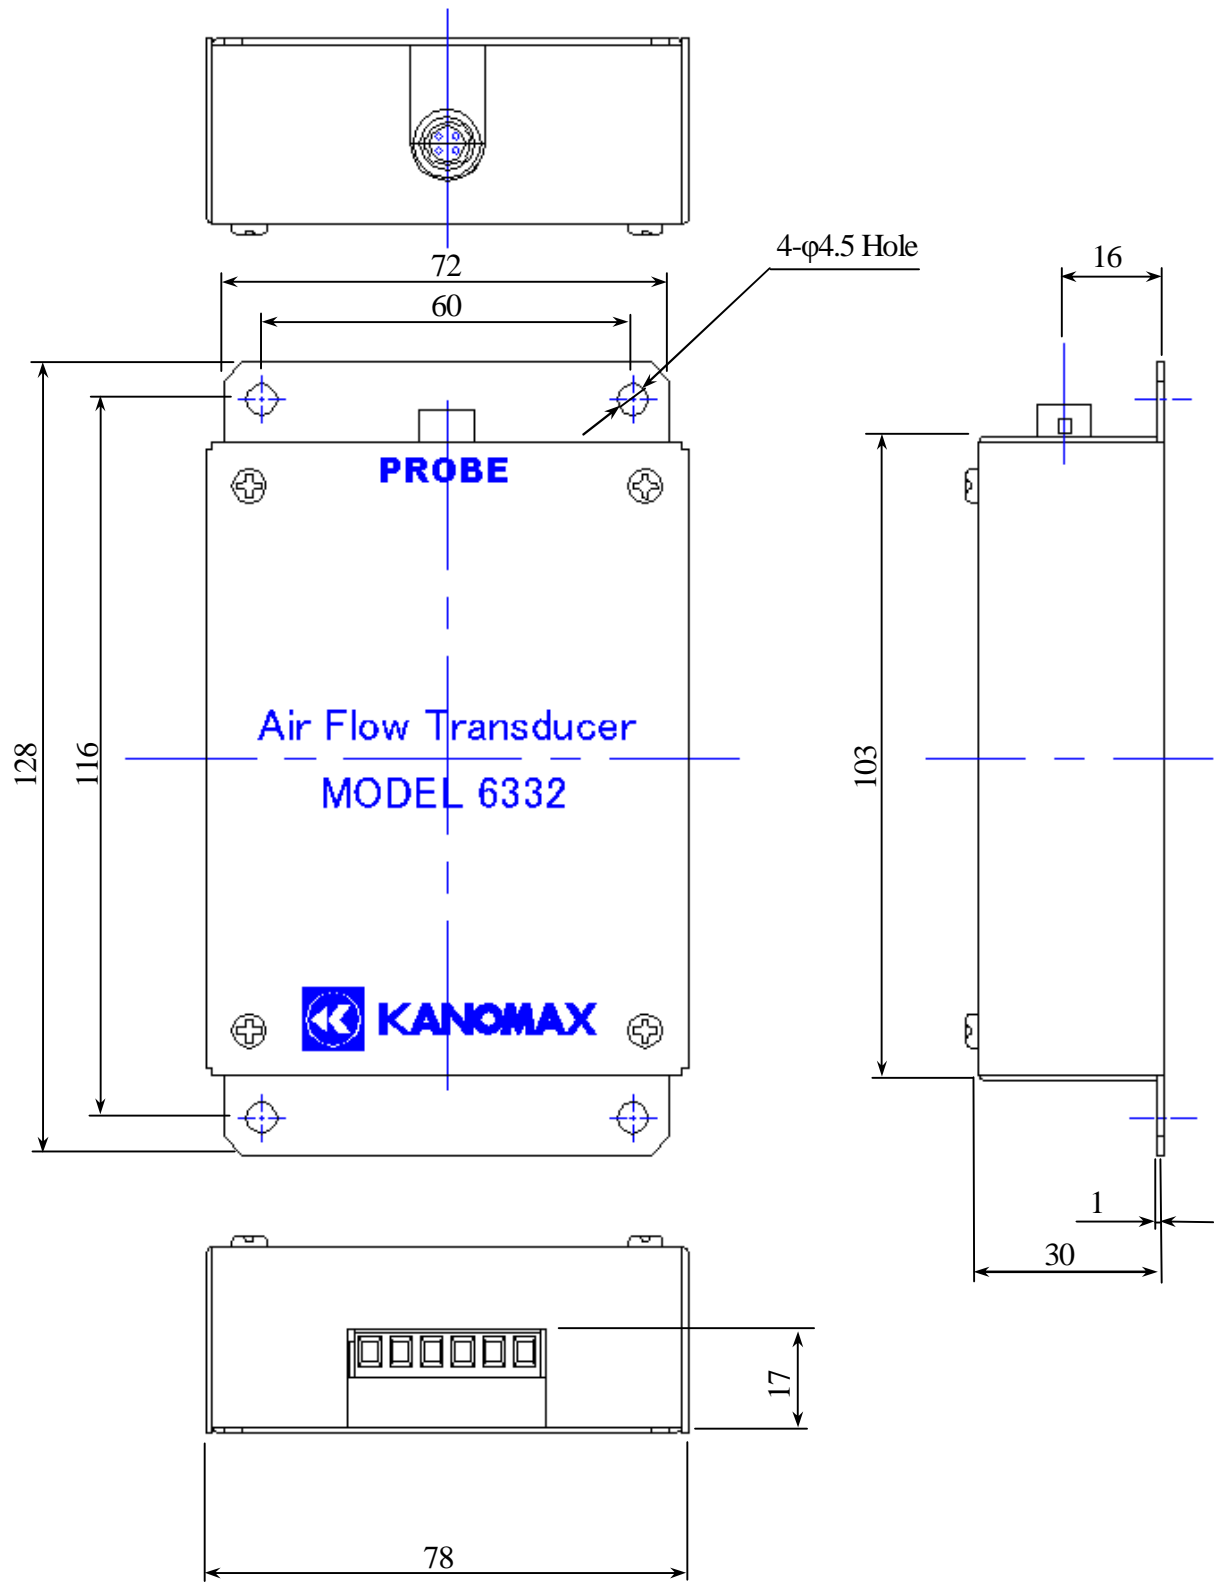 72
4-φ4.5 Hole
16
60
PROBE
Air Flow Transducer
MODEL 6332
128
116
103
KANOMAX
1
30
17
78